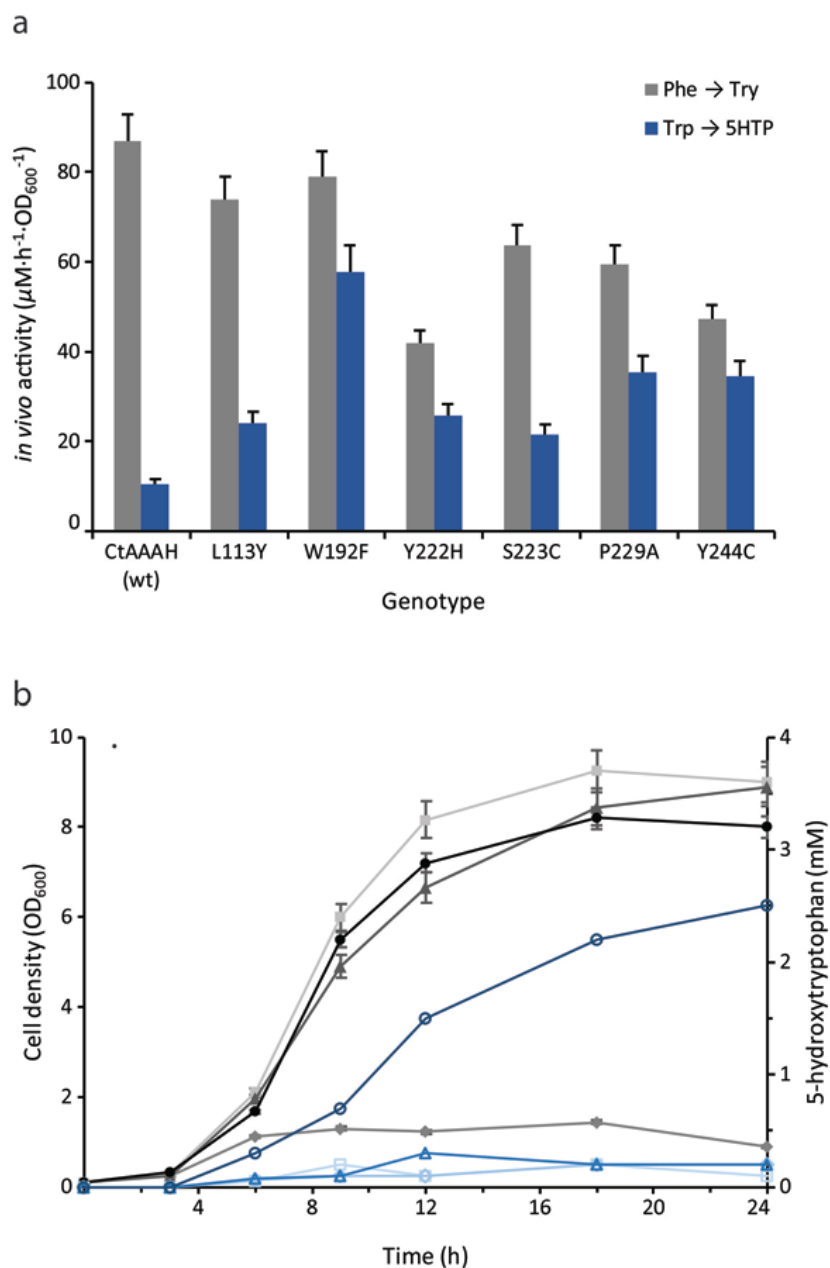 a
100
80
60
40
20
0
in vivo activity (µM·h⁻¹·OD₆₀₀⁻¹)
Phe → Try
Trp → 5HTP
CtAAAH
(wt)
L113Y
W192F
Y222H
S223C
P229A
Y244C
Genotype
b
10
8
6
4
2
0
Cell density (OD₆₀₀)
4
3
2
1
0
5-hydroxytryptophan (mM)
4
8
12
16
20
24
Time (h)